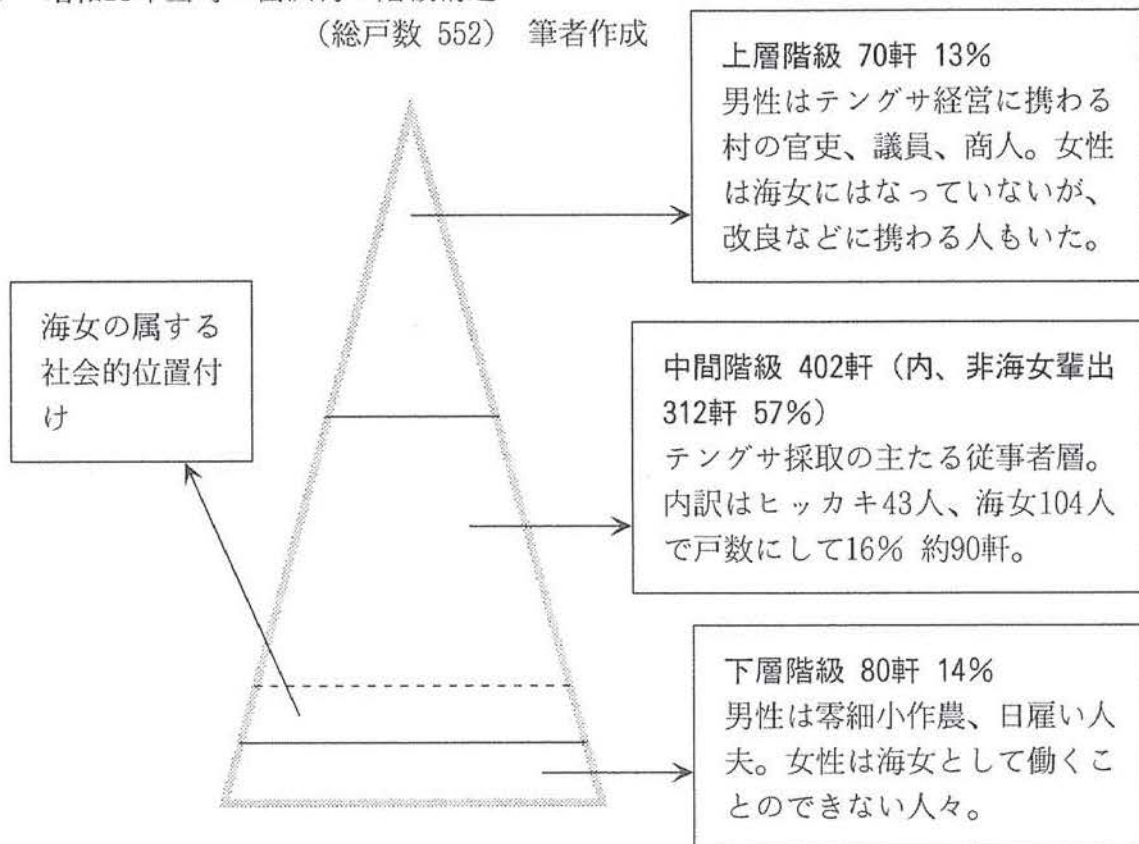 （総戸数 552） 筆者作成
上層階級 70軒 13%
男性はテングサ経営に携わる
村の官吏、議員、商人。女性
は海女にはなっていないが、
改良などに携わる人もいた。
海女の属する
社会的位置付
け
中間階級 402軒（内、非海女輩出
312軒 57%）
テングサ採取の主たる従事者層。
内訳はヒッカキ43人、海女104人
で戸数にして16% 約90軒。
下層階級 80軒 14%
男性は零細小作農、日雇い人
夫。女性は海女として働くこ
とのできない人々。